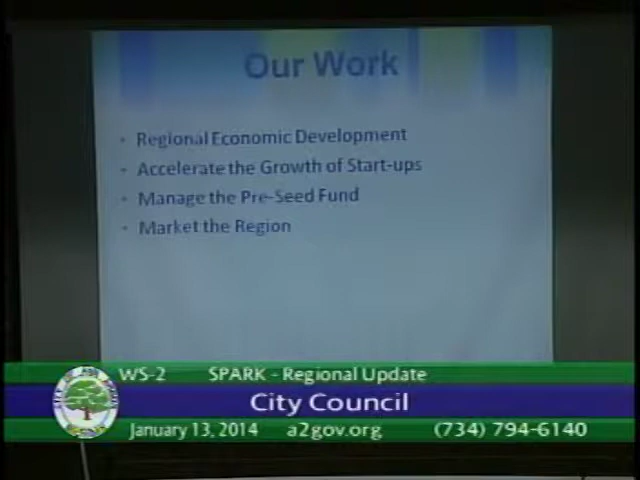 Our Work
• Regional Economic Development
• Accelerate the Growth of Start-ups
• Manage the Pre-Seed Fund
• Market the Region
WS-2 SPARK - Regional Update
City Council
January 13, 2014 a2gov.org (734) 794-6140